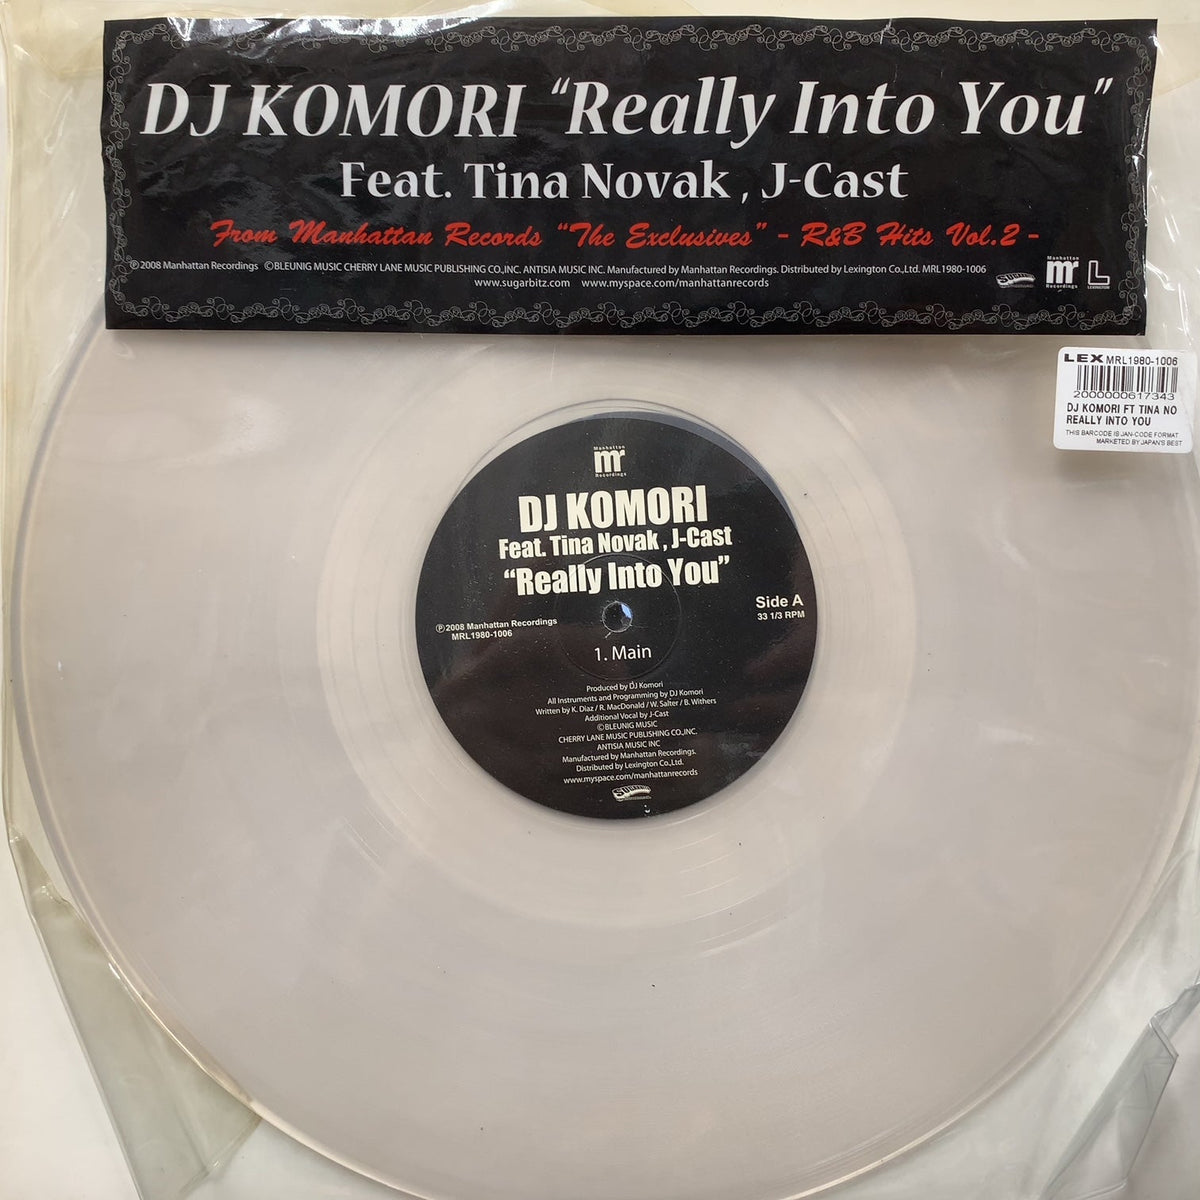 DJ KOMORI “Really Into You”
Feat. Tina Novak , J-Cast
From Manhattan Records “The Exclusives” - R&B Hits Vol.2 -
℗2008 Manhattan Recordings ©BLEUNIG MUSIC CHERRY LANE MUSIC PUBLISHING CO.,INC. ANTISIA MUSIC INC. Manufactured by Manhattan Recordings. Distributed by Lexington Co.,Ltd. MRL1980-1006
www.sugarbitz.com www.myspace.com/manhattanrecords
Manhattan
mr
Recordings
L
LEXINGTON
LEX MRL1980-1006
2000000617343
DJ KOMORI FT TINA NO
REALLY INTO YOU
THIS BARCODE IS JAN-CODE FORMAT
MARKETED BY JAPAN'S BEST
Manhattan
mr
Recordings
DJ KOMORI
Feat. Tina Novak , J-Cast
“Really Into You”
Side A
33 1/3 RPM
℗2008 Manhattan Recordings
MRL1980-1006
1. Main
Produced by DJ Komori
All Instruments and Programming by DJ Komori
Written by K. Diaz / R. MacDonald / W. Salter / B. Withers
Additional Vocal by J-Cast
©BLEUNIG MUSIC
CHERRY LANE MUSIC PUBLISHING CO.,INC.
ANTISIA MUSIC INC
Manufactured by Manhattan Recordings.
Distributed by Lexington Co.,Ltd.
www.myspace.com/manhattanrecords